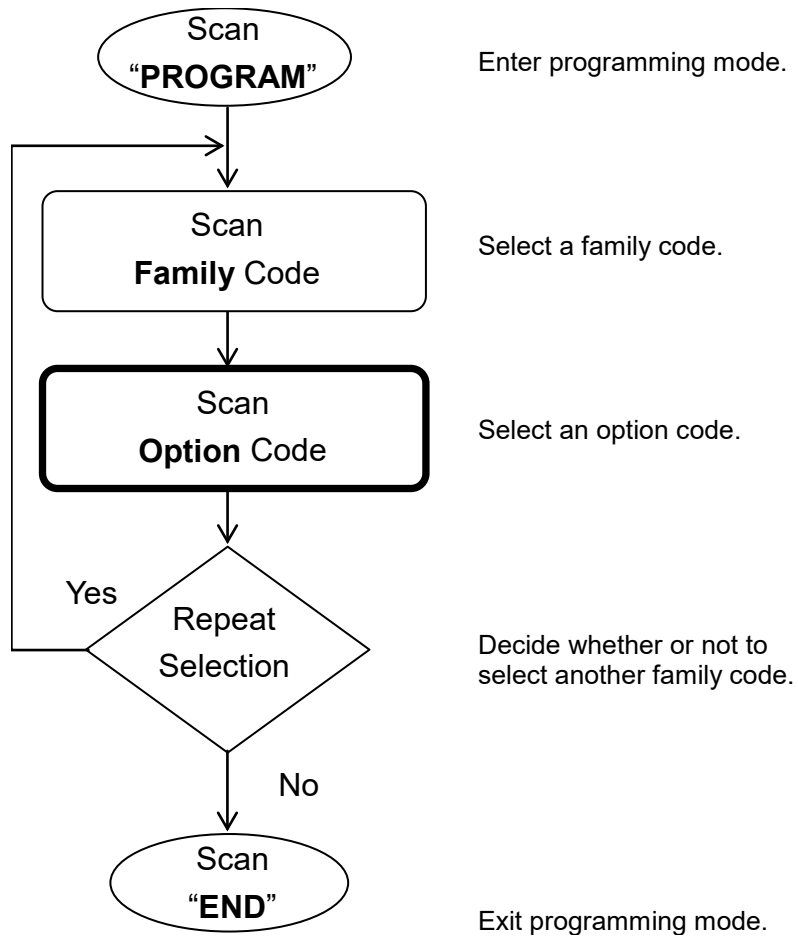 Scan
“PROGRAM”
Enter programming mode.
Scan
Family Code
Select a family code.
Scan
Option Code
Select an option code.
Yes
Repeat
Selection
Decide whether or not to
select another family code.
No
Scan
“END”
Exit programming mode.